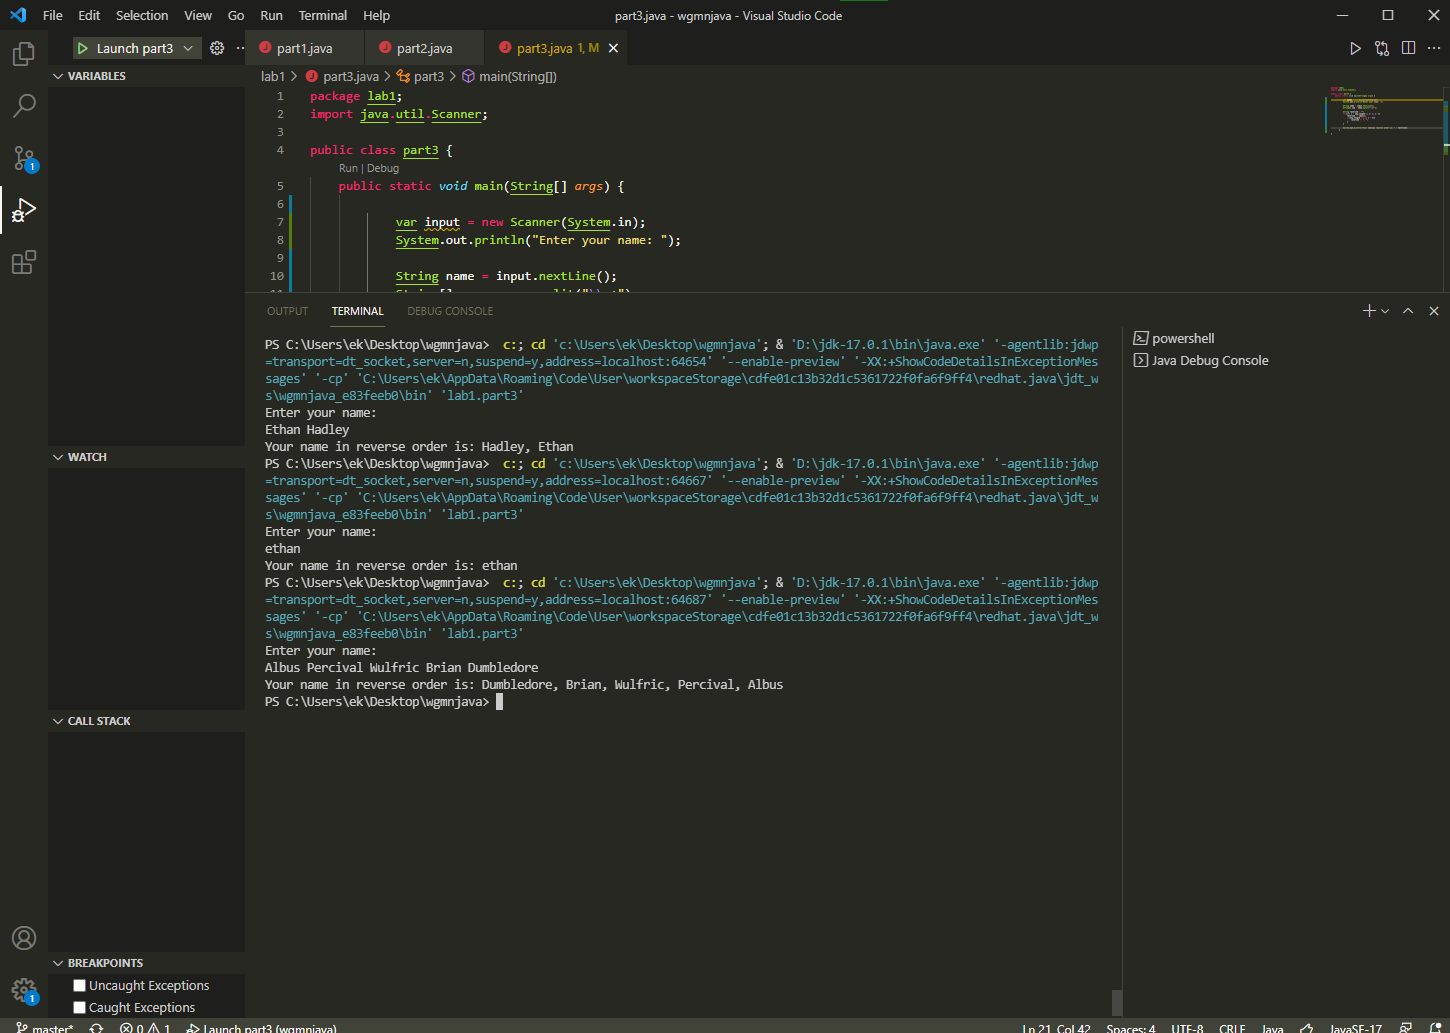 File Edit Selection View Go Run Terminal Help part3.java - wgmnjava - Visual Studio Code
Launch part3 part1.java part2.java part3.java 1, M
VARIABLES
lab1 > part3.java > part3 > main(String[])
1 package lab1;
2 import java.util.Scanner;
3
4 public class part3 {
Run | Debug
5 public static void main(String[] args) {
6
7 var input = new Scanner(System.in);
8 System.out.println("Enter your name: ");
9
10 String name = input.nextLine();
OUTPUT TERMINAL DEBUG CONSOLE
PS C:\Users\ek\Desktop\wgmnjava> c:; cd 'c:\Users\ek\Desktop\wgmnjava'; & 'D:\jdk-17.0.1\bin\java.exe' '-agentlib:jdwp
=transport=dt_socket,server=n,suspend=y,address=localhost:64654' '--enable-preview' '-XX:+ShowCodeDetailsInExceptionMes
sages' '-cp' 'C:\Users\ek\AppData\Roaming\Code\User\workspaceStorage\cdfe01c13b32d1c5361722f0fa6f9ff4\redhat.java\jdt_w
s\wgmnjava_e83feeb0\bin' 'lab1.part3'
Enter your name:
Ethan Hadley
Your name in reverse order is: Hadley, Ethan
PS C:\Users\ek\Desktop\wgmnjava> c:; cd 'c:\Users\ek\Desktop\wgmnjava'; & 'D:\jdk-17.0.1\bin\java.exe' '-agentlib:jdwp
=transport=dt_socket,server=n,suspend=y,address=localhost:64667' '--enable-preview' '-XX:+ShowCodeDetailsInExceptionMes
sages' '-cp' 'C:\Users\ek\AppData\Roaming\Code\User\workspaceStorage\cdfe01c13b32d1c5361722f0fa6f9ff4\redhat.java\jdt_w
s\wgmnjava_e83feeb0\bin' 'lab1.part3'
Enter your name:
ethan
Your name in reverse order is: ethan
PS C:\Users\ek\Desktop\wgmnjava> c:; cd 'c:\Users\ek\Desktop\wgmnjava'; & 'D:\jdk-17.0.1\bin\java.exe' '-agentlib:jdwp
=transport=dt_socket,server=n,suspend=y,address=localhost:64687' '--enable-preview' '-XX:+ShowCodeDetailsInExceptionMes
sages' '-cp' 'C:\Users\ek\AppData\Roaming\Code\User\workspaceStorage\cdfe01c13b32d1c5361722f0fa6f9ff4\redhat.java\jdt_w
s\wgmnjava_e83feeb0\bin' 'lab1.part3'
Enter your name:
Albus Percival Wulfric Brian Dumbledore
Your name in reverse order is: Dumbledore, Brian, Wulfric, Percival, Albus
PS C:\Users\ek\Desktop\wgmnjava>
powershell
Java Debug Console
WATCH
CALL STACK
BREAKPOINTS
Uncaught Exceptions
Caught Exceptions
1
1
master* 0 1 Launch part3 (wgmnjava) Ln 21, Col 42 Spaces: 4 UTF-8 CRLF Java JavaSE-17